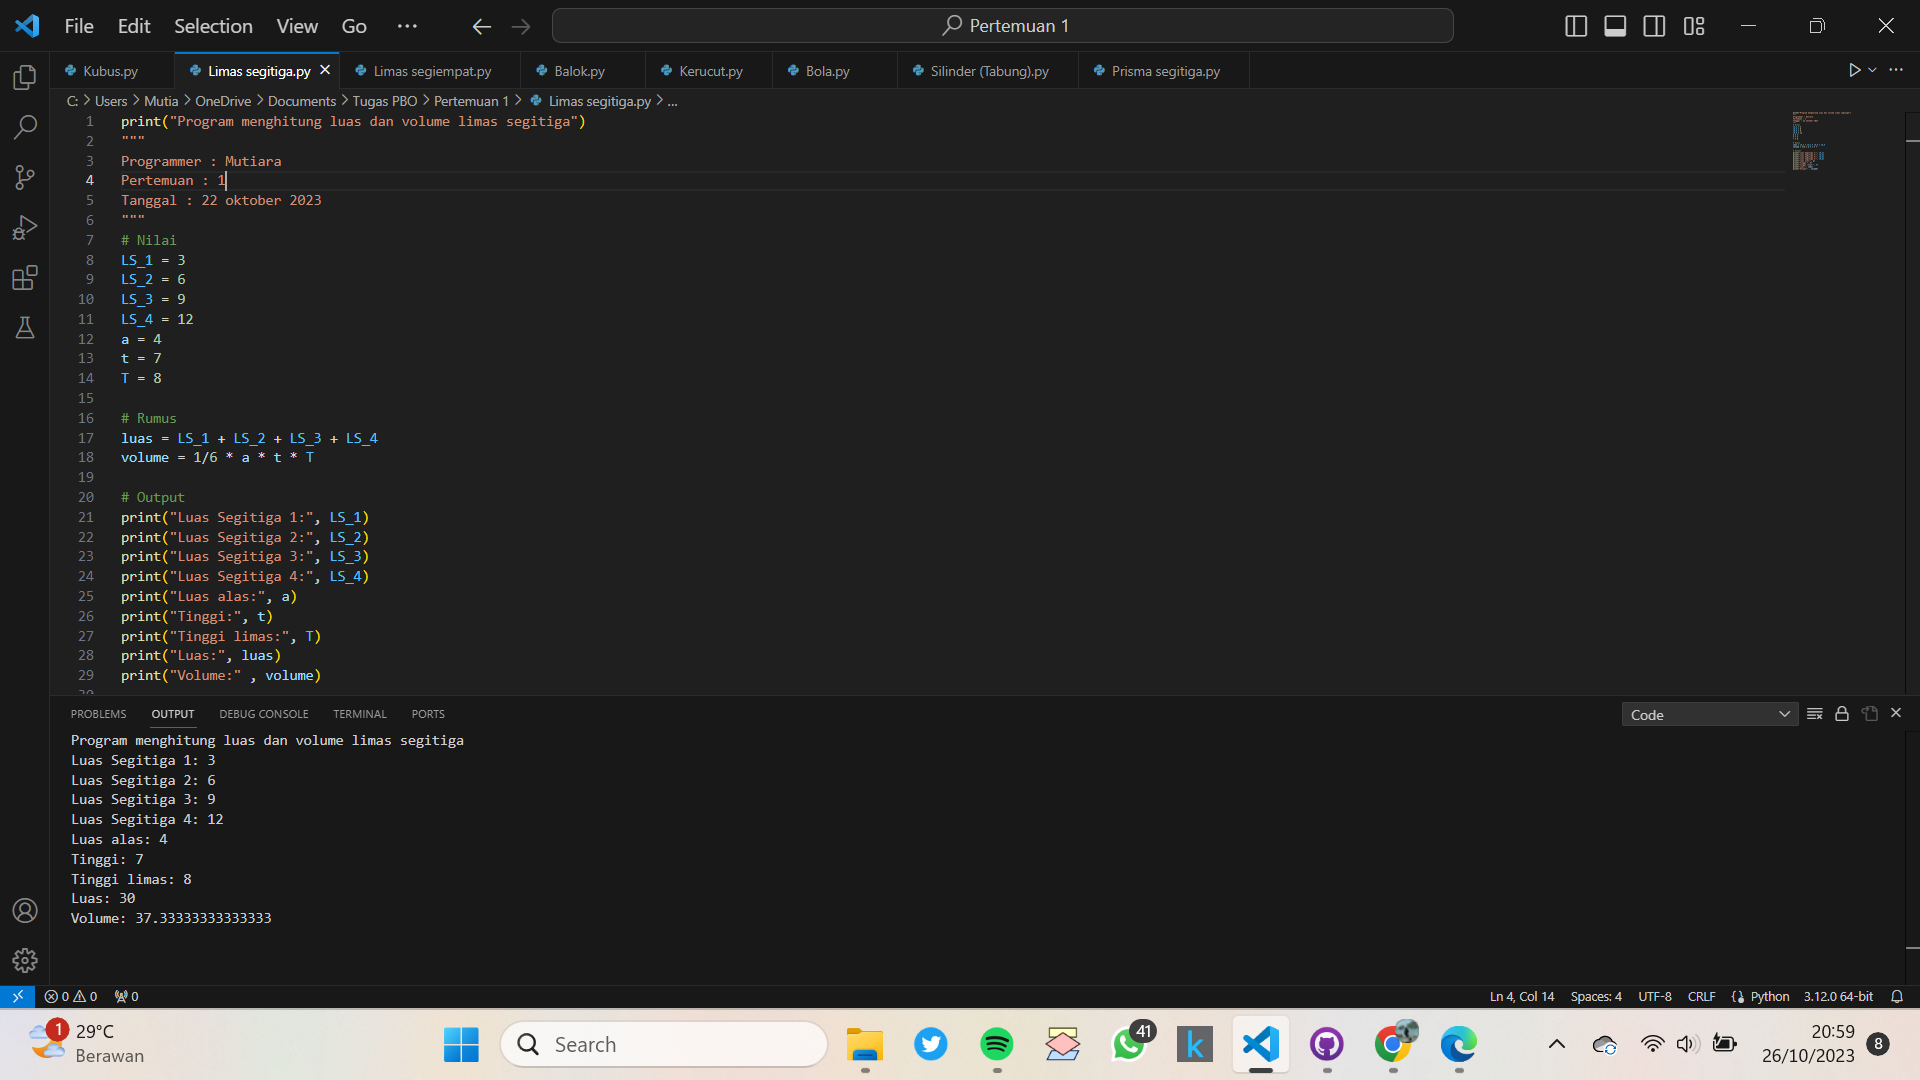 File Edit Selection View Go ··· Pertemuan 1
Kubus.py Limas segitiga.py Limas segiempat.py Balok.py Kerucut.py Bola.py Silinder (Tabung).py Prisma segitiga.py
C: > Users > Mutia > OneDrive > Documents > Tugas PBO > Pertemuan 1 > Limas segitiga.py > ...
1 print("Program menghitung luas dan volume limas segitiga")
2 """
3 Programmer : Mutiara
4 Pertemuan : 1
5 Tanggal : 22 oktober 2023
6 """
7 # Nilai
8 LS_1 = 3
9 LS_2 = 6
10 LS_3 = 9
11 LS_4 = 12
12 a = 4
13 t = 7
14 T = 8
15
16 # Rumus
17 luas = LS_1 + LS_2 + LS_3 + LS_4
18 volume = 1/6 * a * t * T
19
20 # Output
21 print("Luas Segitiga 1:", LS_1)
22 print("Luas Segitiga 2:", LS_2)
23 print("Luas Segitiga 3:", LS_3)
24 print("Luas Segitiga 4:", LS_4)
25 print("Luas alas:", a)
26 print("Tinggi:", t)
27 print("Tinggi limas:", T)
28 print("Luas:", luas)
29 print("Volume:" , volume)
PROBLEMS OUTPUT DEBUG CONSOLE TERMINAL PORTS Code
Program menghitung luas dan volume limas segitiga
Luas Segitiga 1: 3
Luas Segitiga 2: 6
Luas Segitiga 3: 9
Luas Segitiga 4: 12
Luas alas: 4
Tinggi: 7
Tinggi limas: 8
Luas: 30
Volume: 37.33333333333333
0 0 0 Ln 4, Col 14 Spaces: 4 UTF-8 CRLF Python 3.12.0 64-bit
1 29°C Search 41 k 20:59
Berawan 26/10/2023 8